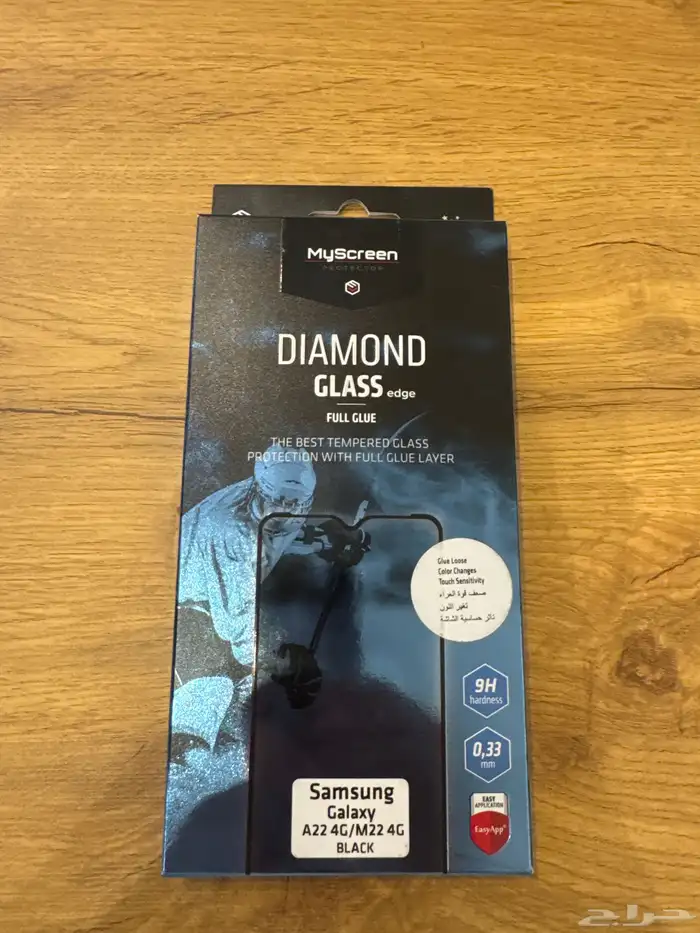 MyScreen
PROTECTOR
DIAMOND
GLASS edge
FULL GLUE
THE BEST TEMPERED GLASS
PROTECTION WITH FULL GLUE LAYER
Glue Loose
Color Changes
Touch Sensitivity
ضعف قوة الغراء
تغير اللون
تأثر حساسية الشاشة
9H
hardness
0,33
mm
EASY
APPLICATION
EasyApp®
Samsung
Galaxy
A22 4G/M22 4G
BLACK
حراج